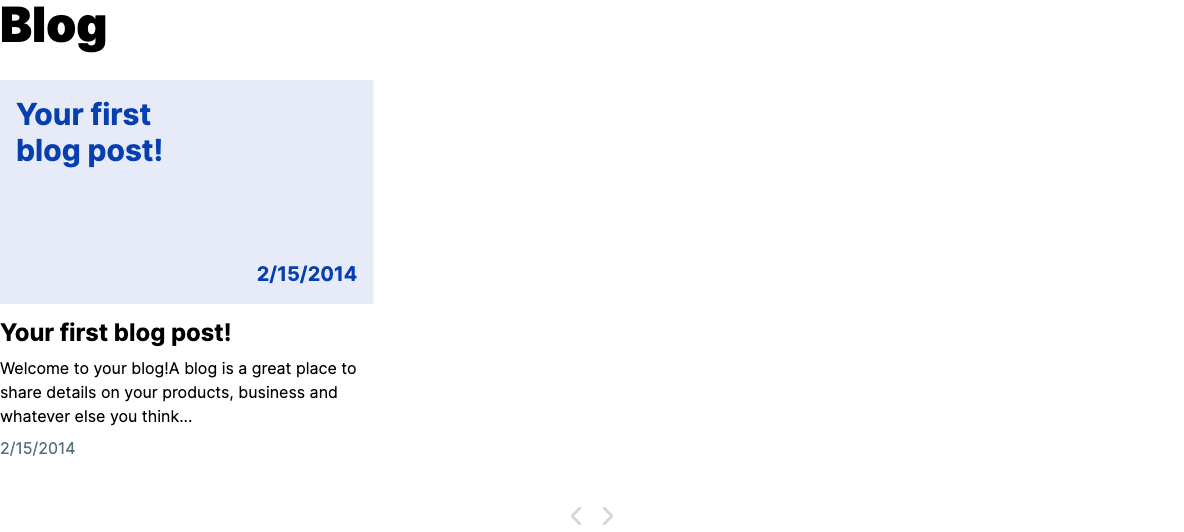 Blog
Your first
blog post!
2/15/2014
Your first blog post!
Welcome to your blog!A blog is a great place to
share details on your products, business and
whatever else you think...
2/15/2014